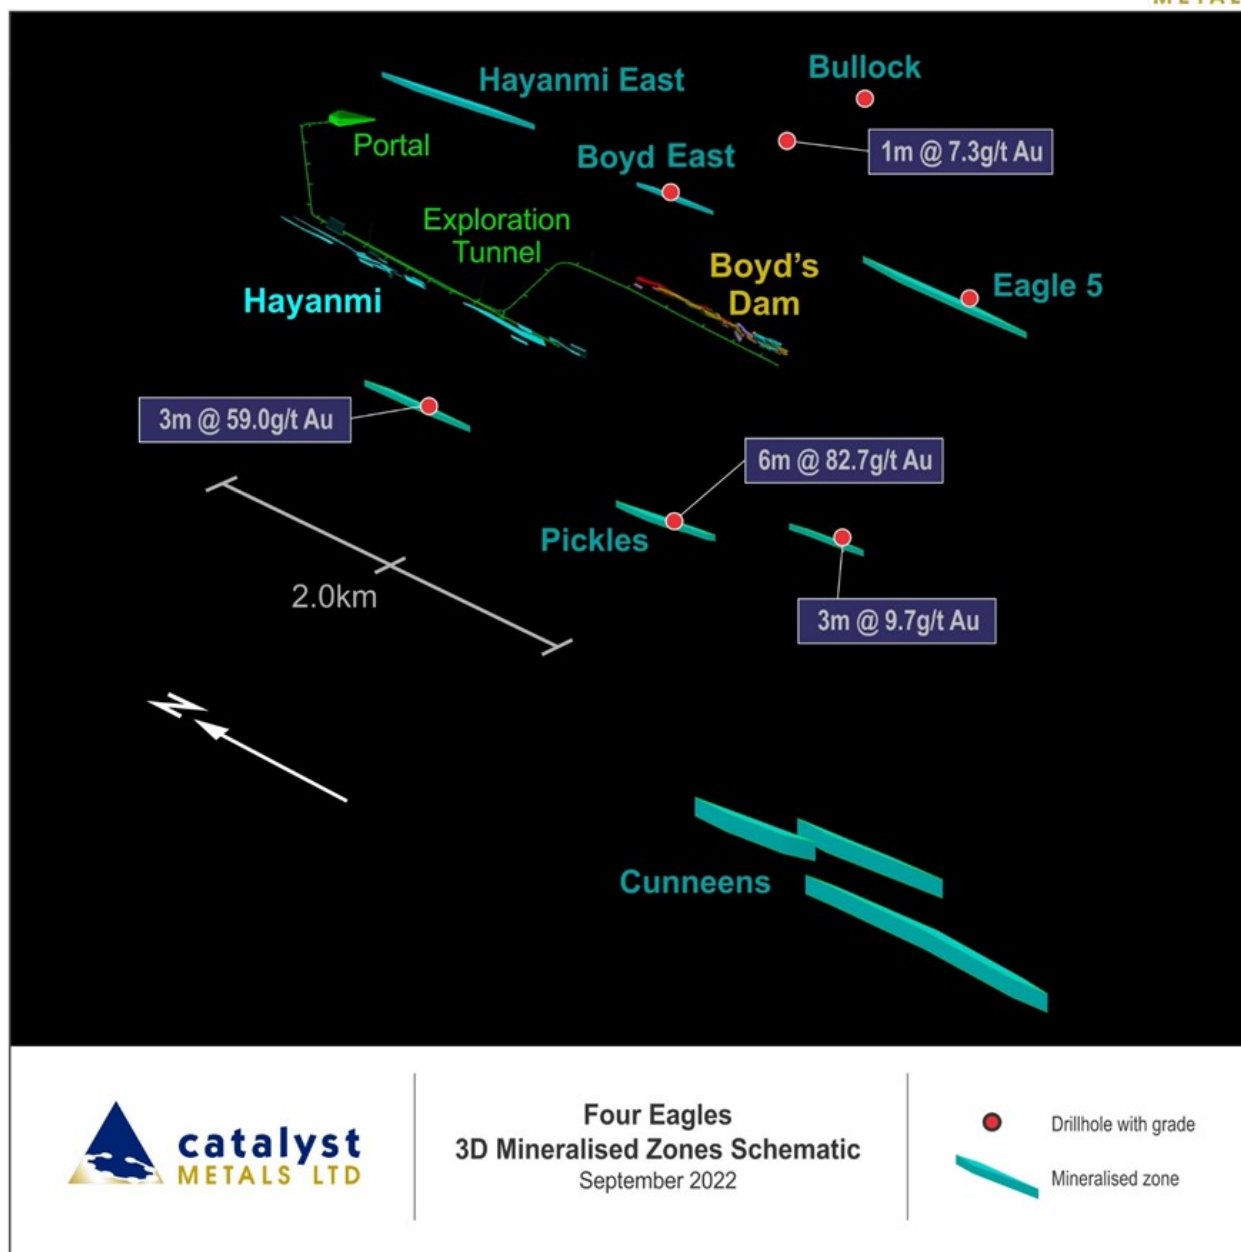 Hayanmi East
Bullock
Portal
1m @ 7.3g/t Au
Boyd East
Exploration
Tunnel
Boyd's
Dam
Eagle 5
Hayanmi
3m @ 59.0g/t Au
6m @ 82.7g/t Au
Pickles
2.0km
3m @ 9.7g/t Au
N
Cunneens
catalyst
METALS LTD
Four Eagles
3D Mineralised Zones Schematic
September 2022
Drillhole with grade
Mineralised zone